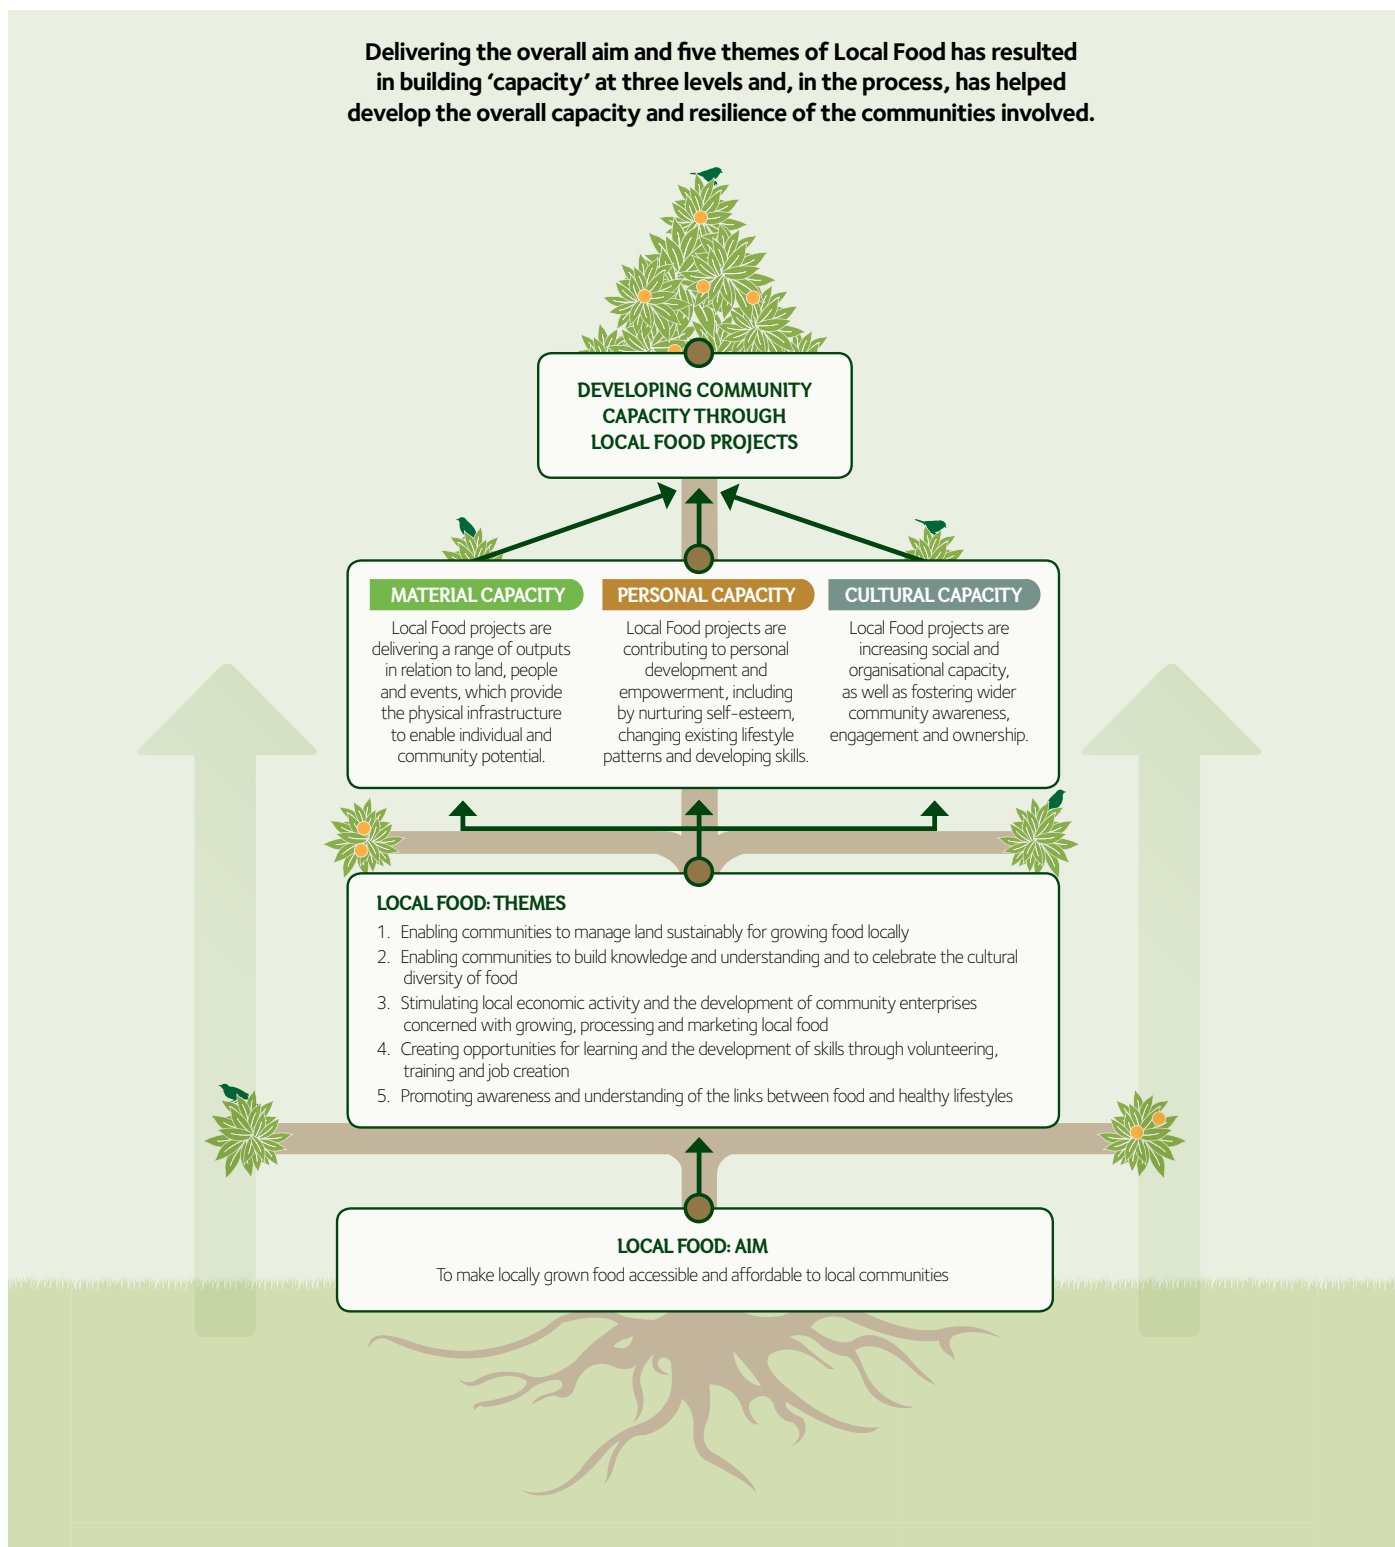 Delivering the overall aim and five themes of Local Food has resulted
in building ‘capacity’ at three levels and, in the process, has helped
develop the overall capacity and resilience of the communities involved.
DEVELOPING COMMUNITY
CAPACITY THROUGH
LOCAL FOOD PROJECTS
MATERIAL CAPACITY
Local Food projects are
delivering a range of outputs
in relation to land, people
and events, which provide
the physical infrastructure
to enable individual and
community potential.
PERSONAL CAPACITY
Local Food projects are
contributing to personal
development and
empowerment, including
by nurturing self-esteem,
changing existing lifestyle
patterns and developing skills.
CULTURAL CAPACITY
Local Food projects are
increasing social and
organisational capacity,
as well as fostering wider
community awareness,
engagement and ownership.
LOCAL FOOD: THEMES
1. Enabling communities to manage land sustainably for growing food locally
2. Enabling communities to build knowledge and understanding and to celebrate the cultural
diversity of food
3. Stimulating local economic activity and the development of community enterprises
concerned with growing, processing and marketing local food
4. Creating opportunities for learning and the development of skills through volunteering,
training and job creation
5. Promoting awareness and understanding of the links between food and healthy lifestyles
LOCAL FOOD: AIM
To make locally grown food accessible and affordable to local communities